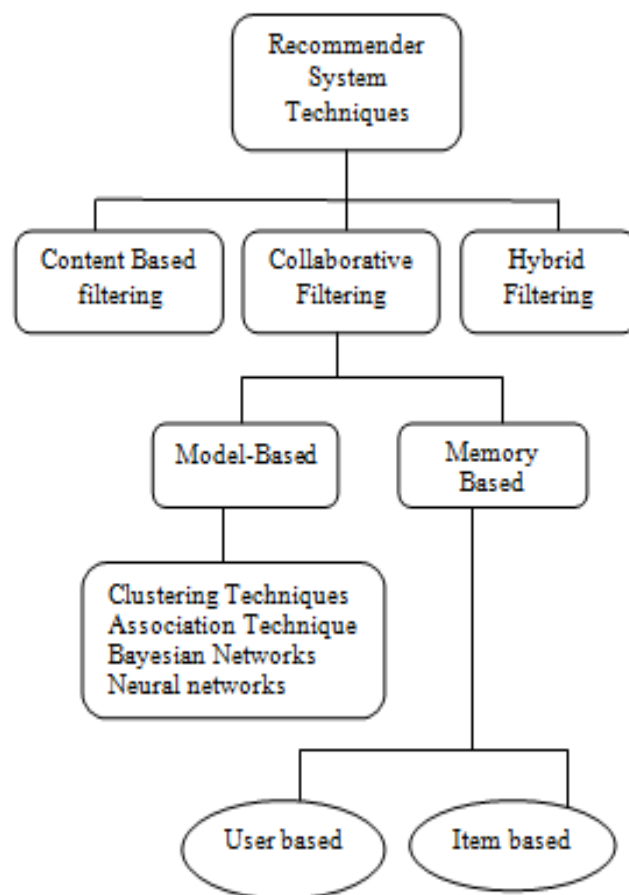 Recommender
System
Techniques
Content Based
filtering
Collaborative
Filtering
Hybrid
Filtering
Model-Based
Memory
Based
Clustering Techniques
Association Technique
Bayesian Networks
Neural networks
User based
Item based